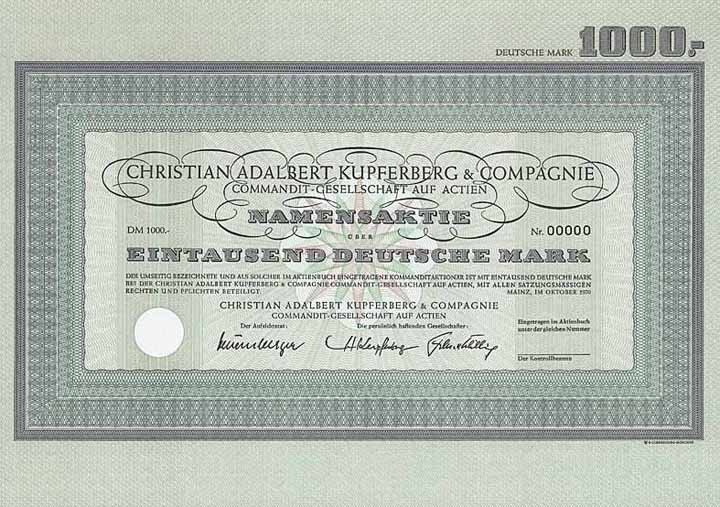 DEUTSCHE MARK 1000.-
CHRISTIAN ADALBERT KUPFERBERG & COMPAGNIE
COMMANDIT-GESELLSCHAFT AUF ACTIEN
NAMENSAKTIE
DM 1000.- ÜBER Nr. 00000
EINTAUSEND DEUTSCHE MARK
DER UMSEITIG BEZEICHNETE UND ALS SOLCHER IM AKTIENBUCH EINGETRAGENE KOMMANDITAKTIONÄR IST MIT EINTAUSEND DEUTSCHE MARK
BEI DER CHRISTIAN ADALBERT KUPFERBERG & COMPAGNIE COMMANDIT-GESELLSCHAFT AUF ACTIEN, MIT ALLEN SATZUNGSMÄSSIGEN
RECHTEN UND PFLICHTEN BETEILIGT. MAINZ, IM OKTOBER 1970
CHRISTIAN ADALBERT KUPFERBERG & COMPAGNIE
COMMANDIT-GESELLSCHAFT AUF ACTIEN
Der Aufsichtsrat: Die persönlich haftenden Gesellschafter:
Eingetragen im Aktienbuch
unter der gleichen Nummer
Der Kontrollbeamte